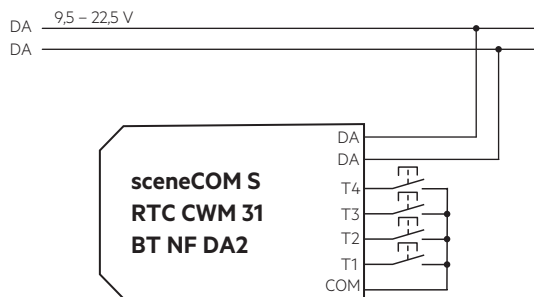 DA 9,5 – 22,5 V
DA
DA
DA
sceneCOM S
T4
RTC CWM 31
T3
BT NF DA2
T2
T1
COM